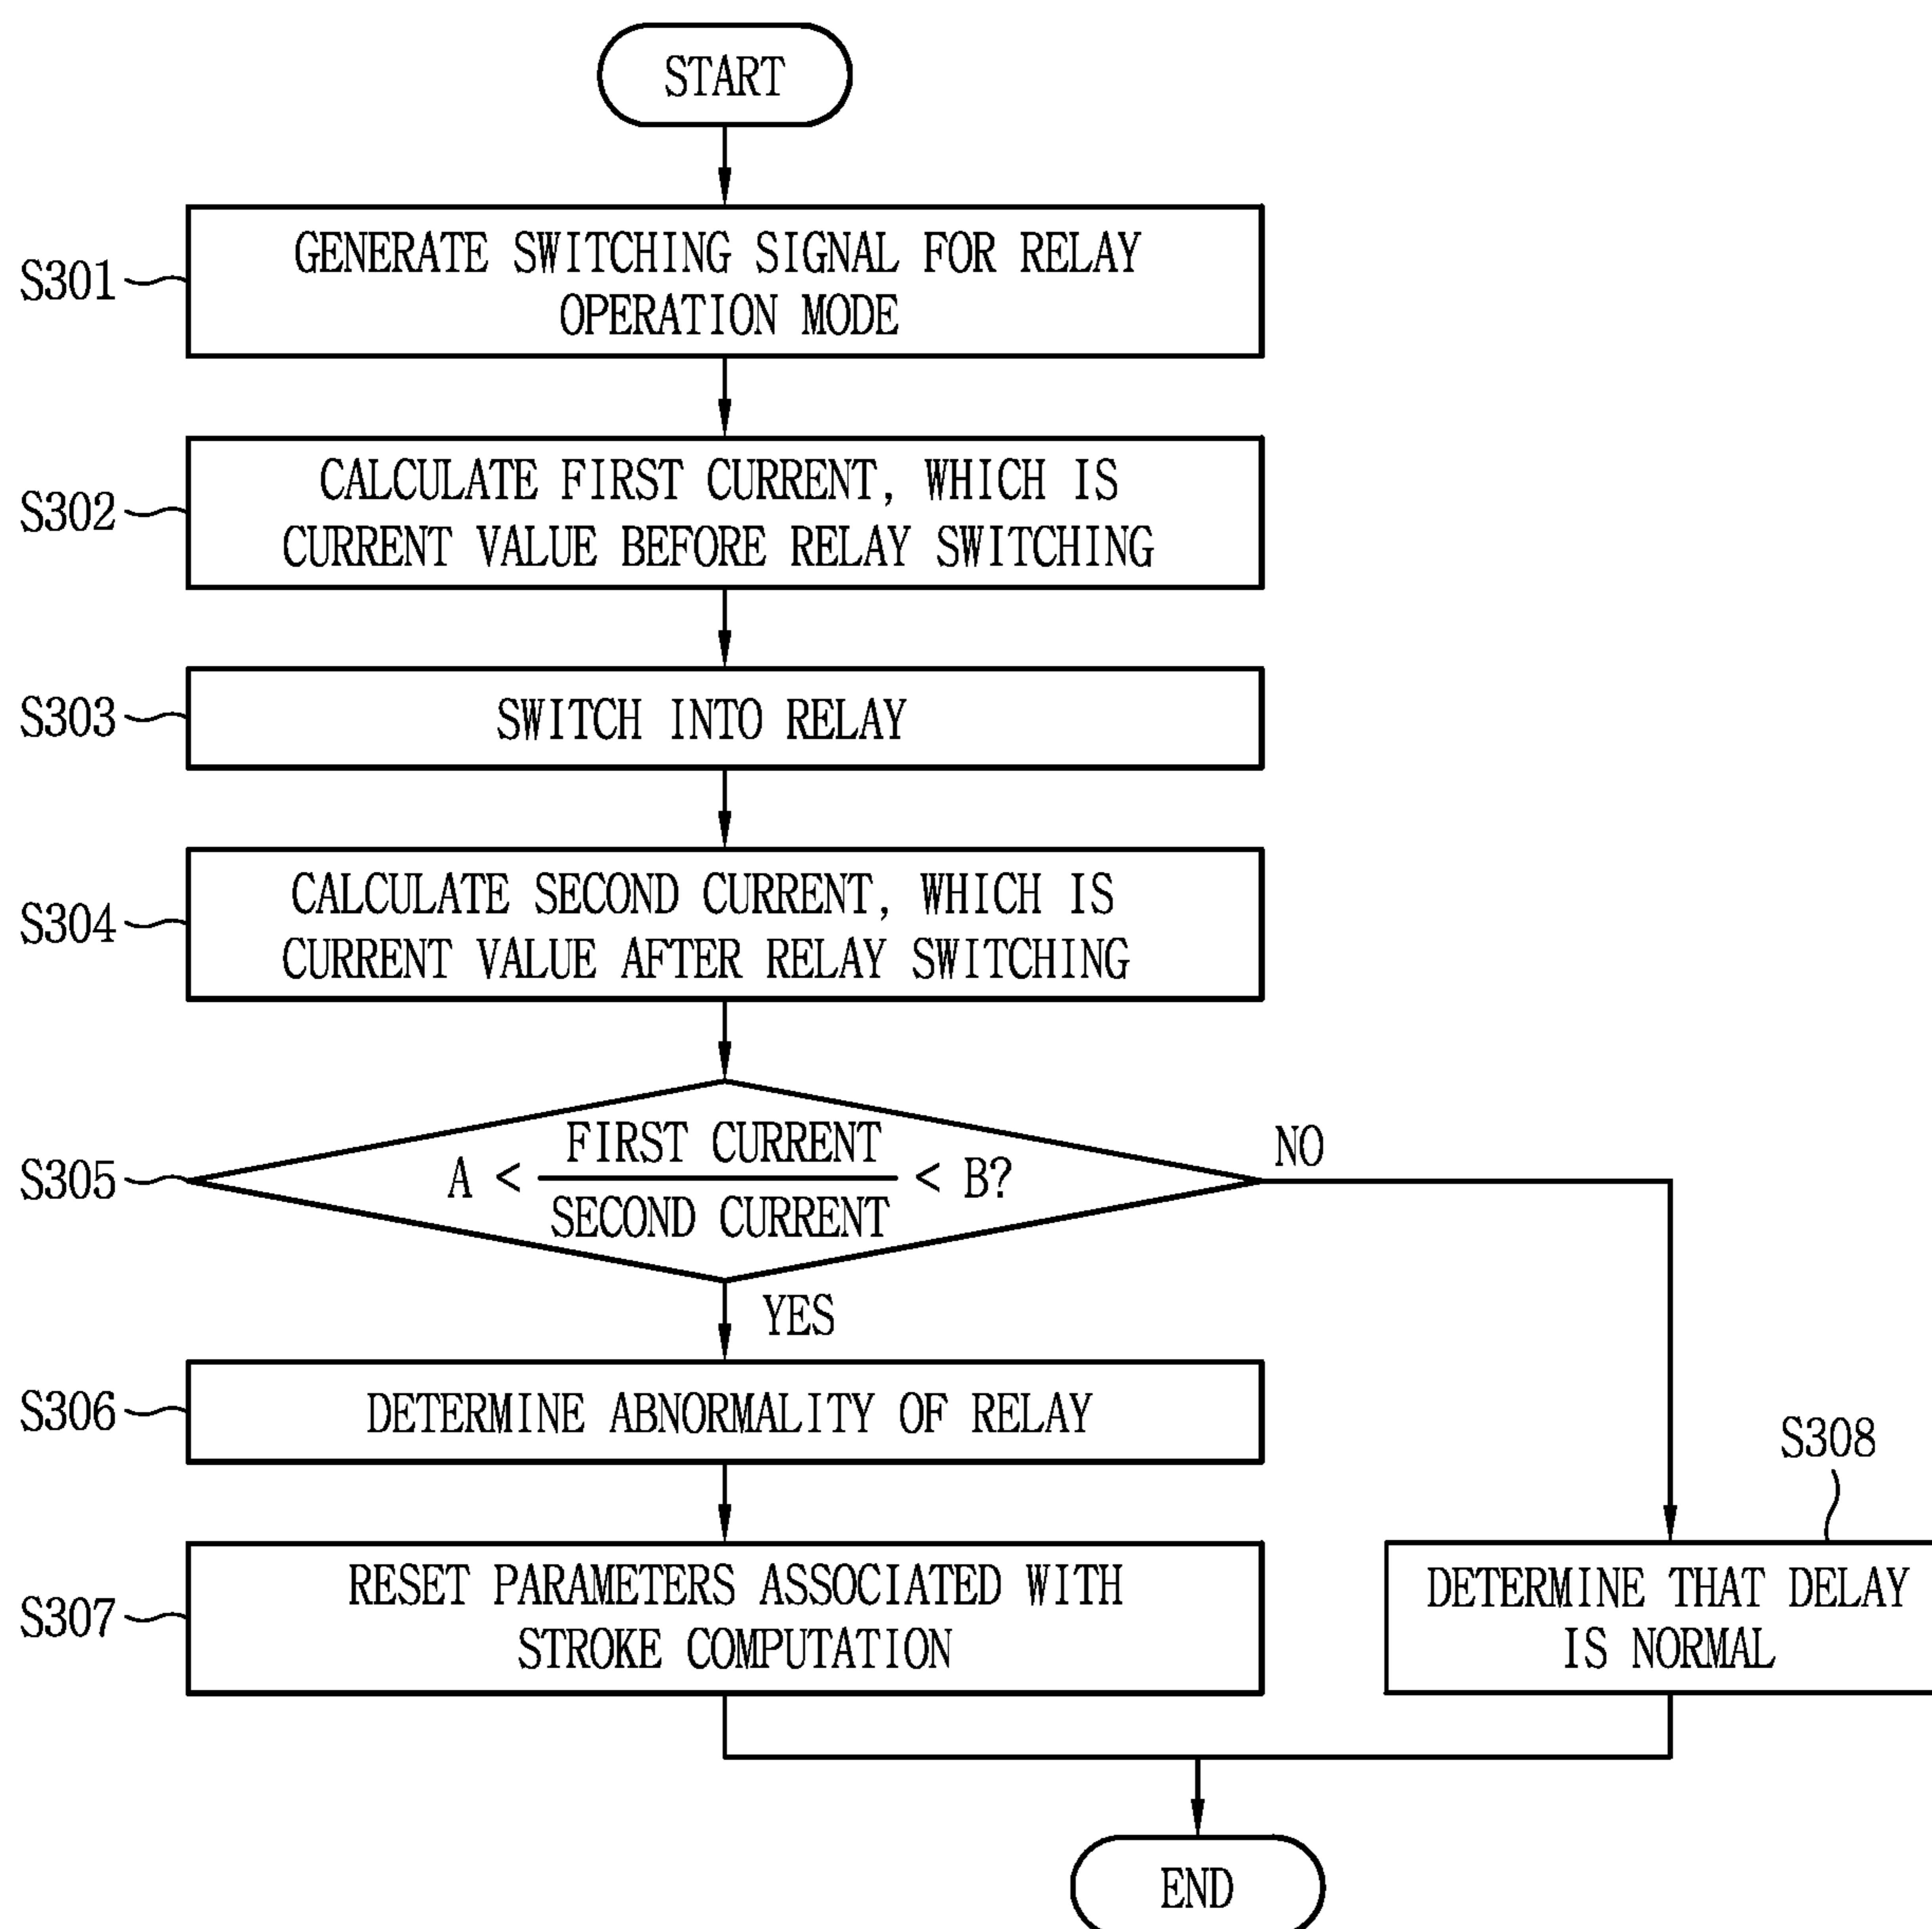 START
S301
GENERATE SWITCHING SIGNAL FOR RELAY
OPERATION MODE
S302
CALCULATE FIRST CURRENT, WHICH IS
CURRENT VALUE BEFORE RELAY SWITCHING
S303
SWITCH INTO RELAY
S304
CALCULATE SECOND CURRENT, WHICH IS
CURRENT VALUE AFTER RELAY SWITCHING
S305
FIRST CURRENT
A < < B?
SECOND CURRENT
NO
YES
S306
DETERMINE ABNORMALITY OF RELAY
S307
RESET PARAMETERS ASSOCIATED WITH
STROKE COMPUTATION
S308
DETERMINE THAT DELAY
IS NORMAL
END